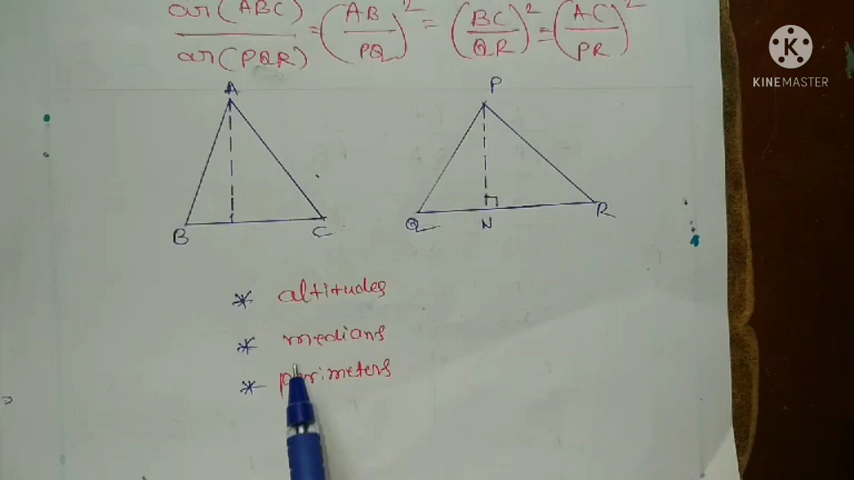 ar(ABC) / ar(PQR) = (AB/PQ)² = (BC/QR)² = (AC/PR)²
K
KINEMASTER
A
P
B
C
Q
N
R
* altitudes
* medians
* perimeters